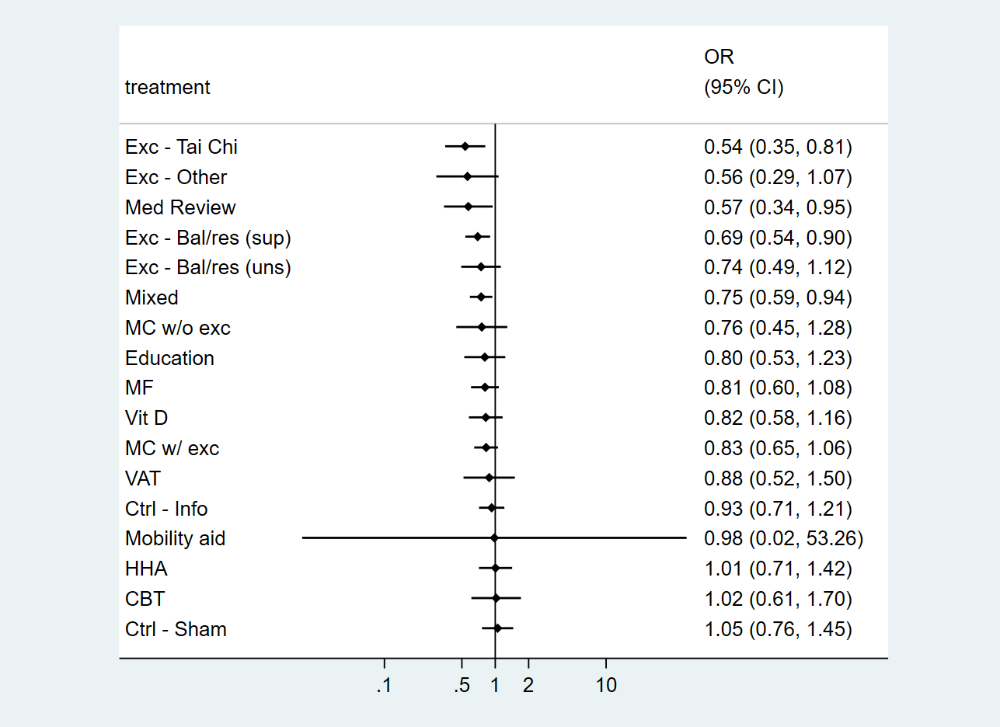 OR
treatment (95% CI)
Exc - Tai Chi 0.54 (0.35, 0.81)
Exc - Other 0.56 (0.29, 1.07)
Med Review 0.57 (0.34, 0.95)
Exc - Bal/res (sup) 0.69 (0.54, 0.90)
Exc - Bal/res (uns) 0.74 (0.49, 1.12)
Mixed 0.75 (0.59, 0.94)
MC w/o exc 0.76 (0.45, 1.28)
Education 0.80 (0.53, 1.23)
MF 0.81 (0.60, 1.08)
Vit D 0.82 (0.58, 1.16)
MC w/ exc 0.83 (0.65, 1.06)
VAT 0.88 (0.52, 1.50)
Ctrl - Info 0.93 (0.71, 1.21)
Mobility aid 0.98 (0.02, 53.26)
HHA 1.01 (0.71, 1.42)
CBT 1.02 (0.61, 1.70)
Ctrl - Sham 1.05 (0.76, 1.45)
.1 .5 1 2 10